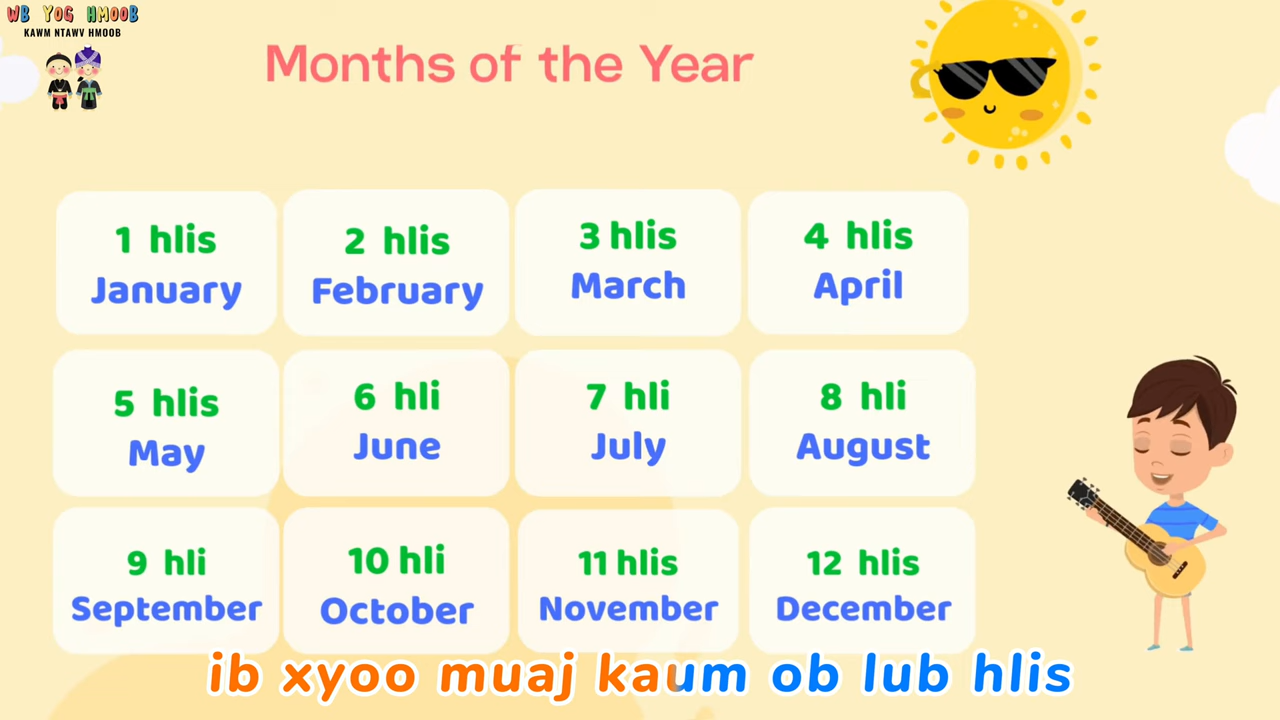 WB YOG HMOOB
KAWM NTAWV HMOOB
Months of the Year
1 hlis
January
2 hlis
February
3 hlis
March
4 hlis
April
5 hlis
May
6 hli
June
7 hli
July
8 hli
August
9 hli
September
10 hli
October
11 hlis
November
12 hlis
December
ib xyoo muaj kaum ob lub hlis